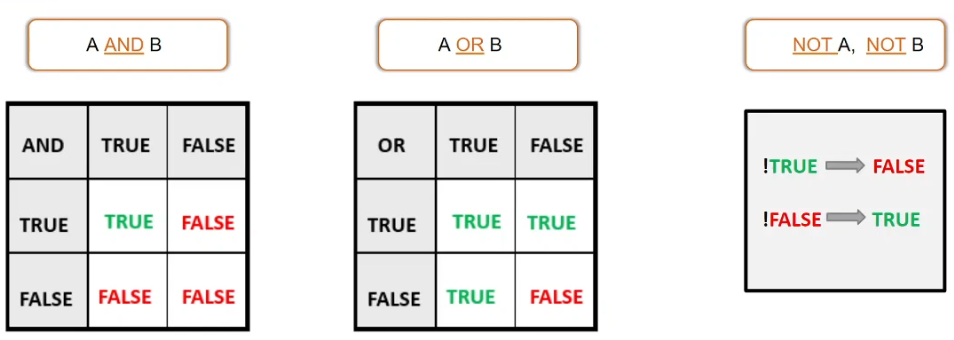 A AND B
A OR B
NOT A, NOT B
AND TRUE FALSE
TRUE TRUE FALSE
FALSE FALSE FALSE
OR TRUE FALSE
TRUE TRUE TRUE
FALSE TRUE FALSE
!TRUE FALSE
!FALSE TRUE